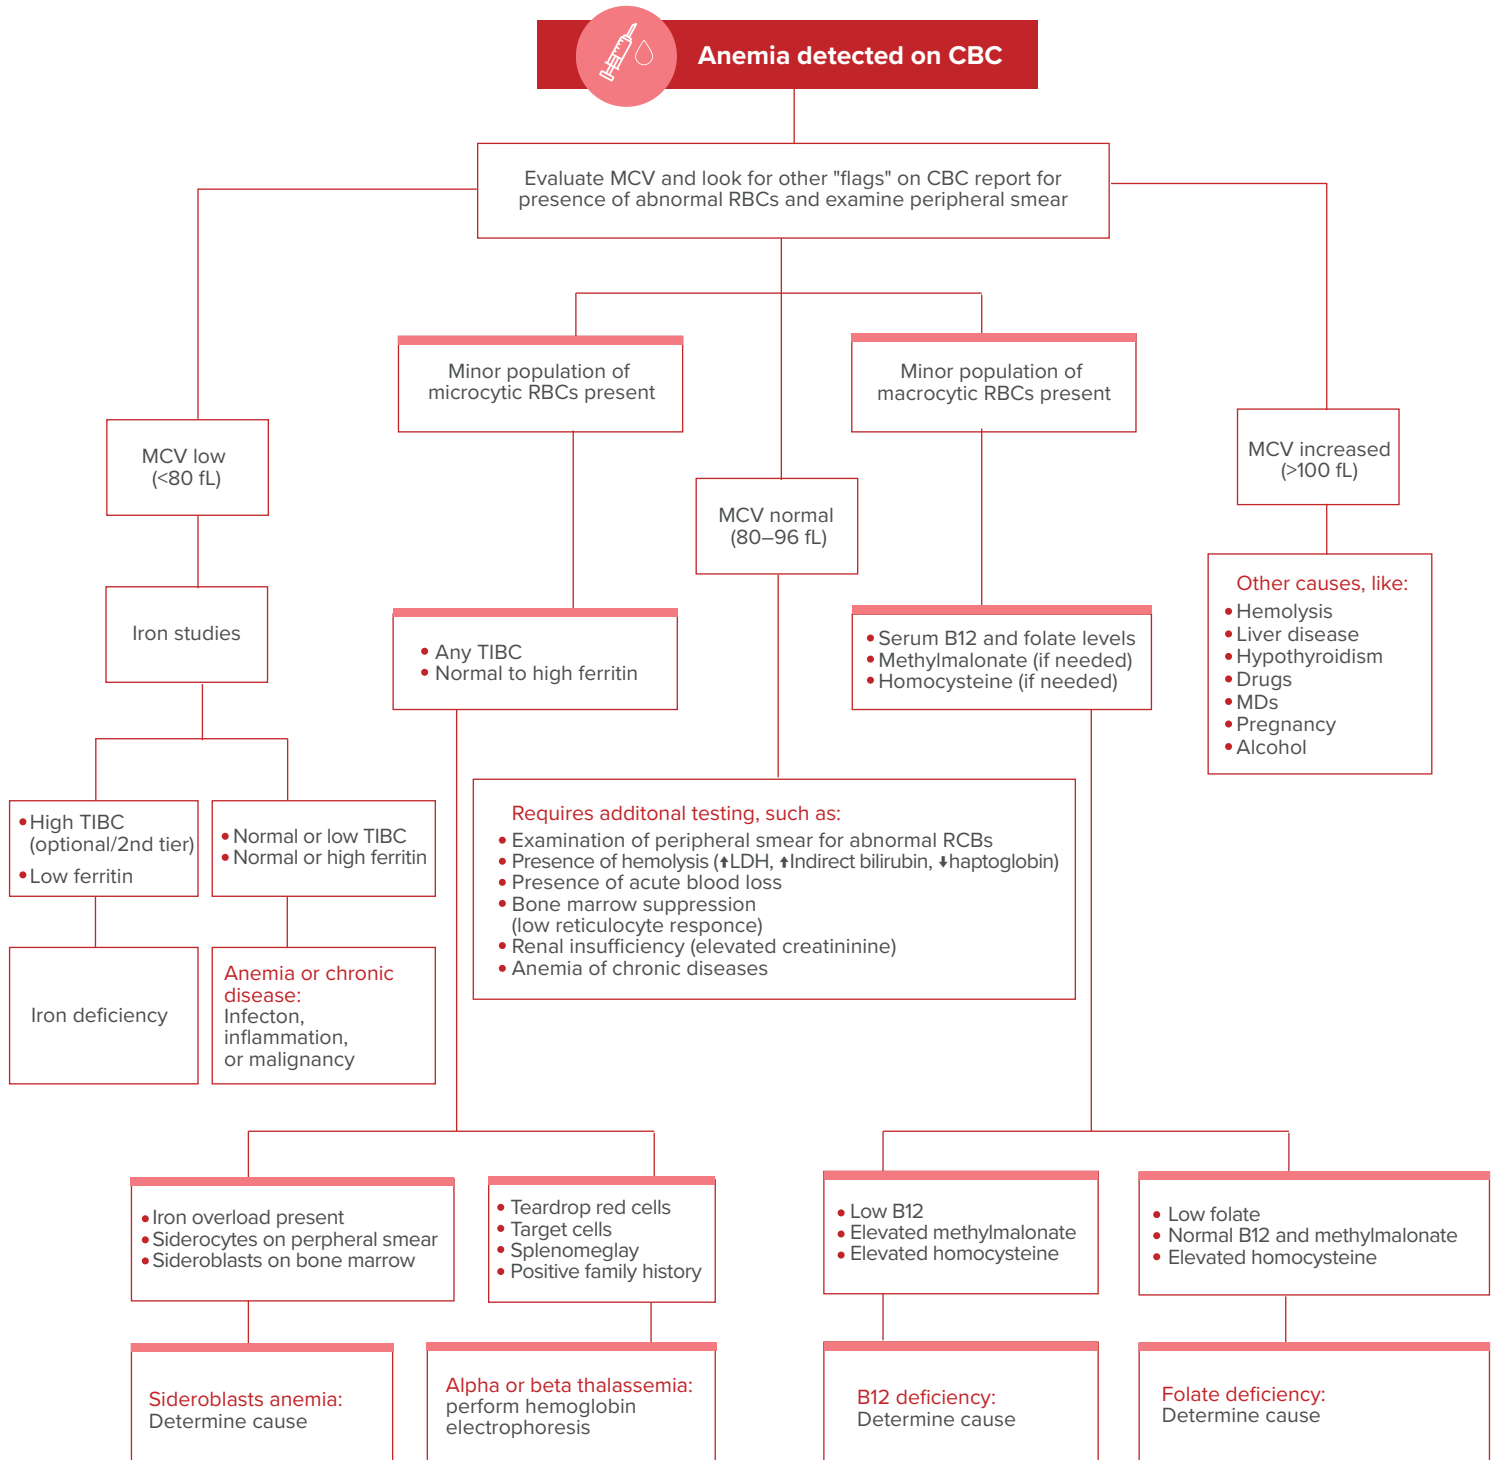 Anemia detected on CBC
Evaluate MCV and look for other "flags" on CBC report for
presence of abnormal RBCs and examine peripheral smear
Minor population of
microcytic RBCs present
Minor population of
macrocytic RBCs present
MCV low
(<80 fL)
MCV normal
(80–96 fL)
MCV increased
(>100 fL)
Iron studies
• Any TIBC
• Normal to high ferritin
• Serum B12 and folate levels
• Methylmalonate (if needed)
• Homocysteine (if needed)
Other causes, like:
• Hemolysis
• Liver disease
• Hypothyroidism
• Drugs
• MDs
• Pregnancy
• Alcohol
• High TIBC
(optional/2nd tier)
• Low ferritin
• Normal or low TIBC
• Normal or high ferritin
Requires additonal testing, such as:
• Examination of peripheral smear for abnormal RCBs
• Presence of hemolysis (↑LDH, ↑Indirect bilirubin, ↓haptoglobin)
• Presence of acute blood loss
• Bone marrow suppression
(low reticulocyte responce)
• Renal insufficiency (elevated creatininine)
• Anemia of chronic diseases
Iron deficiency
Anemia or chronic
disease:
Infecton,
inflammation,
or malignancy
• Iron overload present
• Siderocytes on perpheral smear
• Sideroblasts on bone marrow
• Teardrop red cells
• Target cells
• Splenomeglay
• Positive family history
• Low B12
• Elevated methylmalonate
• Elevated homocysteine
• Low folate
• Normal B12 and methylmalonate
• Elevated homocysteine
Sideroblasts anemia:
Determine cause
Alpha or beta thalassemia:
perform hemoglobin
electrophoresis
B12 deficiency:
Determine cause
Folate deficiency:
Determine cause